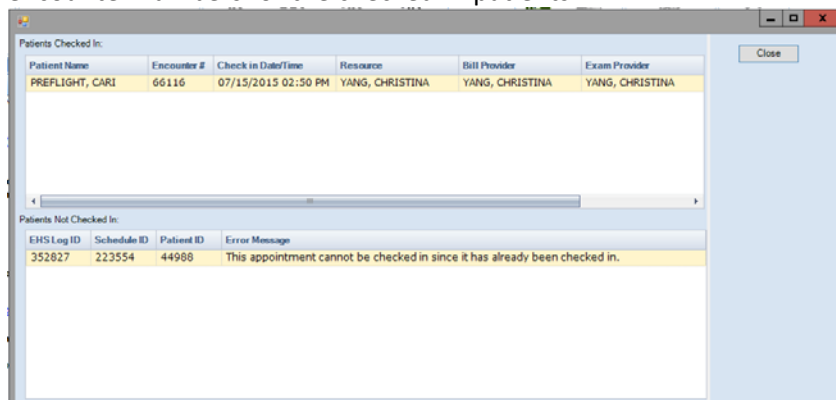 Patients Checked In:
Close
Patient Name Encounter # Check in Date/Time Resource Bill Provider Exam Provider
PREFLIGHT, CARI 66116 07/15/2015 02:50 PM YANG, CHRISTINA YANG, CHRISTINA YANG, CHRISTINA
Patients Not Checked In:
EHS Log ID Schedule ID Patient ID Error Message
352827 223554 44988 This appointment cannot be checked in since it has already been checked in.